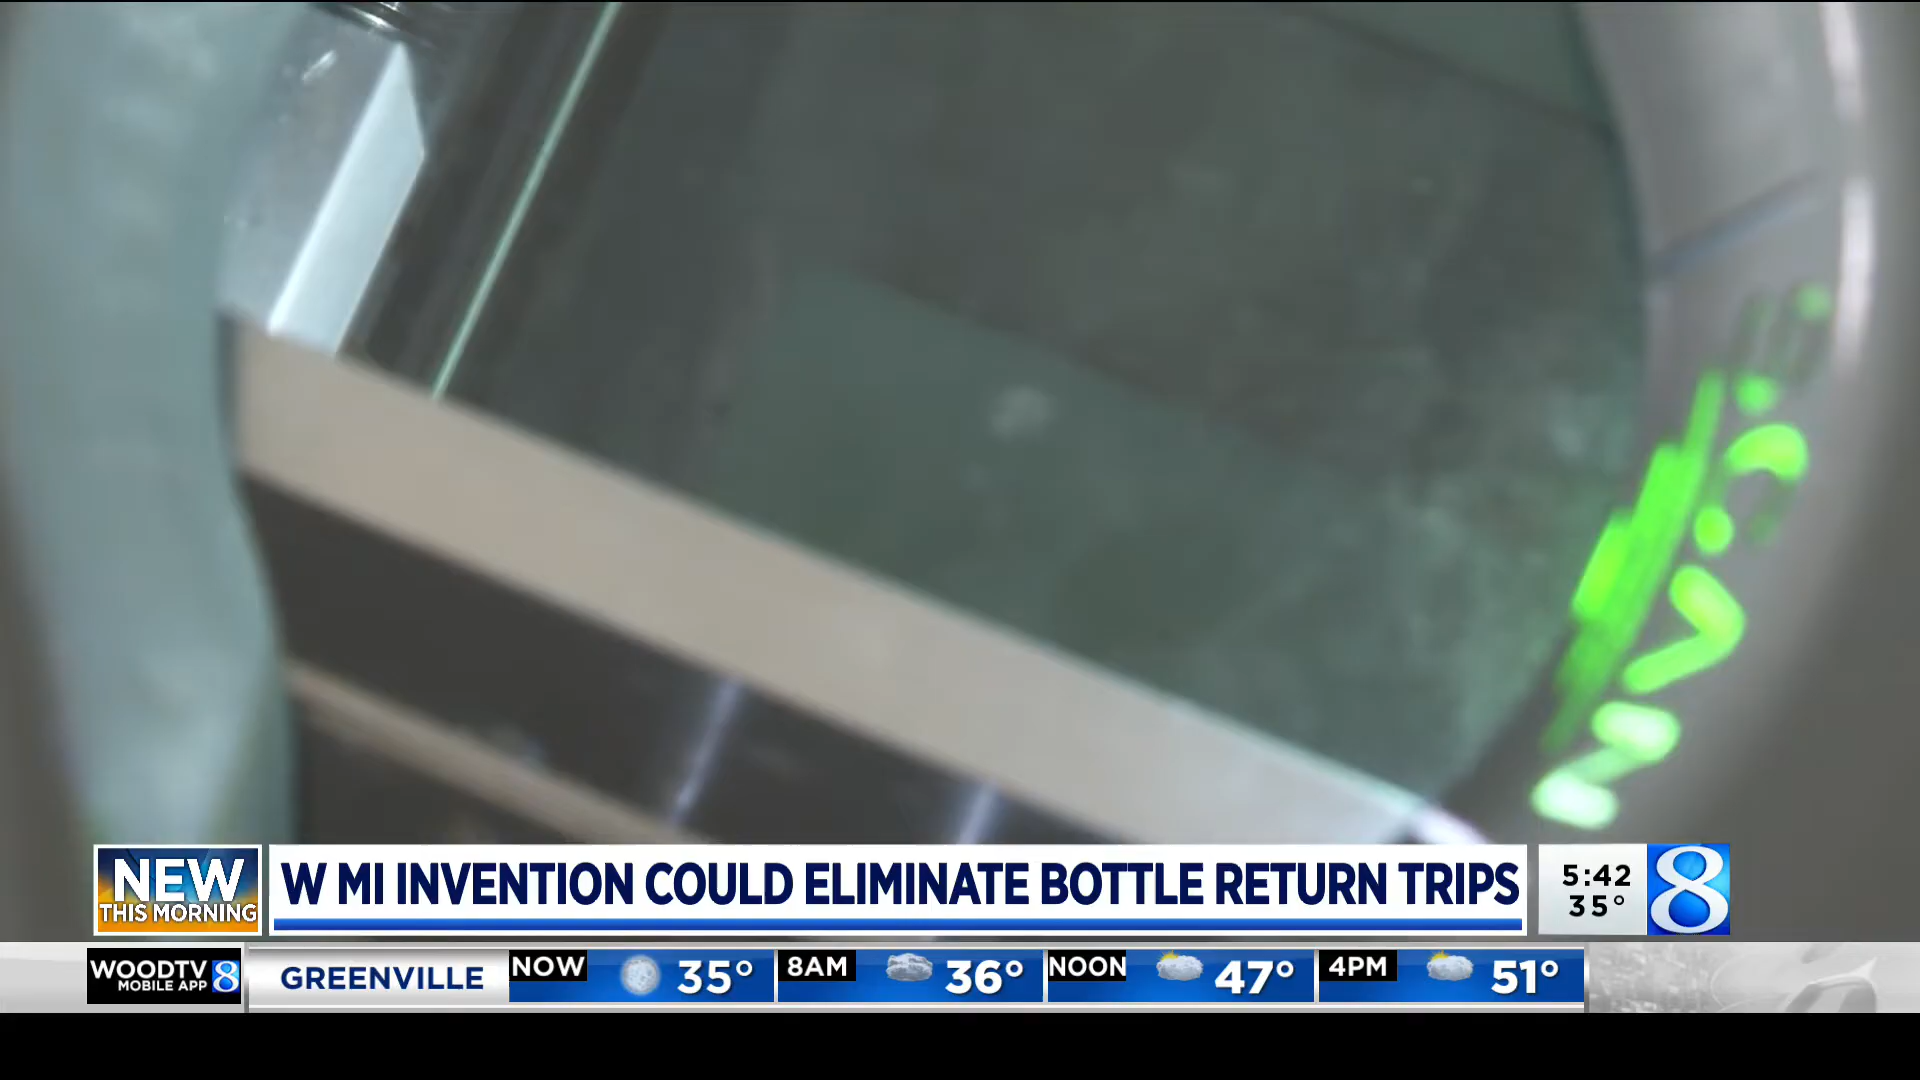 NEW
THIS MORNING
W MI INVENTION COULD ELIMINATE BOTTLE RETURN TRIPS
5:42
35°
8
WOODTV 8
MOBILE APP
GREENVILLE
NOW 35°
8AM 36°
NOON 47°
4PM 51°